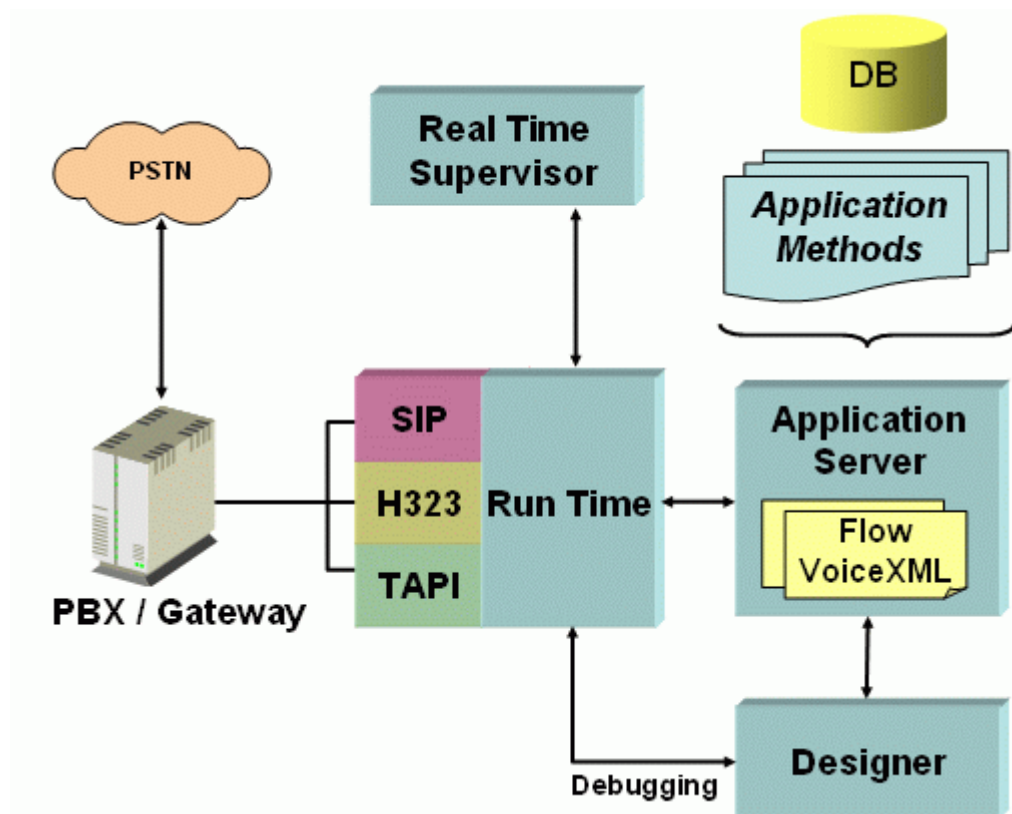 DB
Real Time
Supervisor
PSTN
Application
Methods
SIP
H323
TAPI
Run Time
Application
Server
Flow
VoiceXML
PBX / Gateway
Designer
Debugging